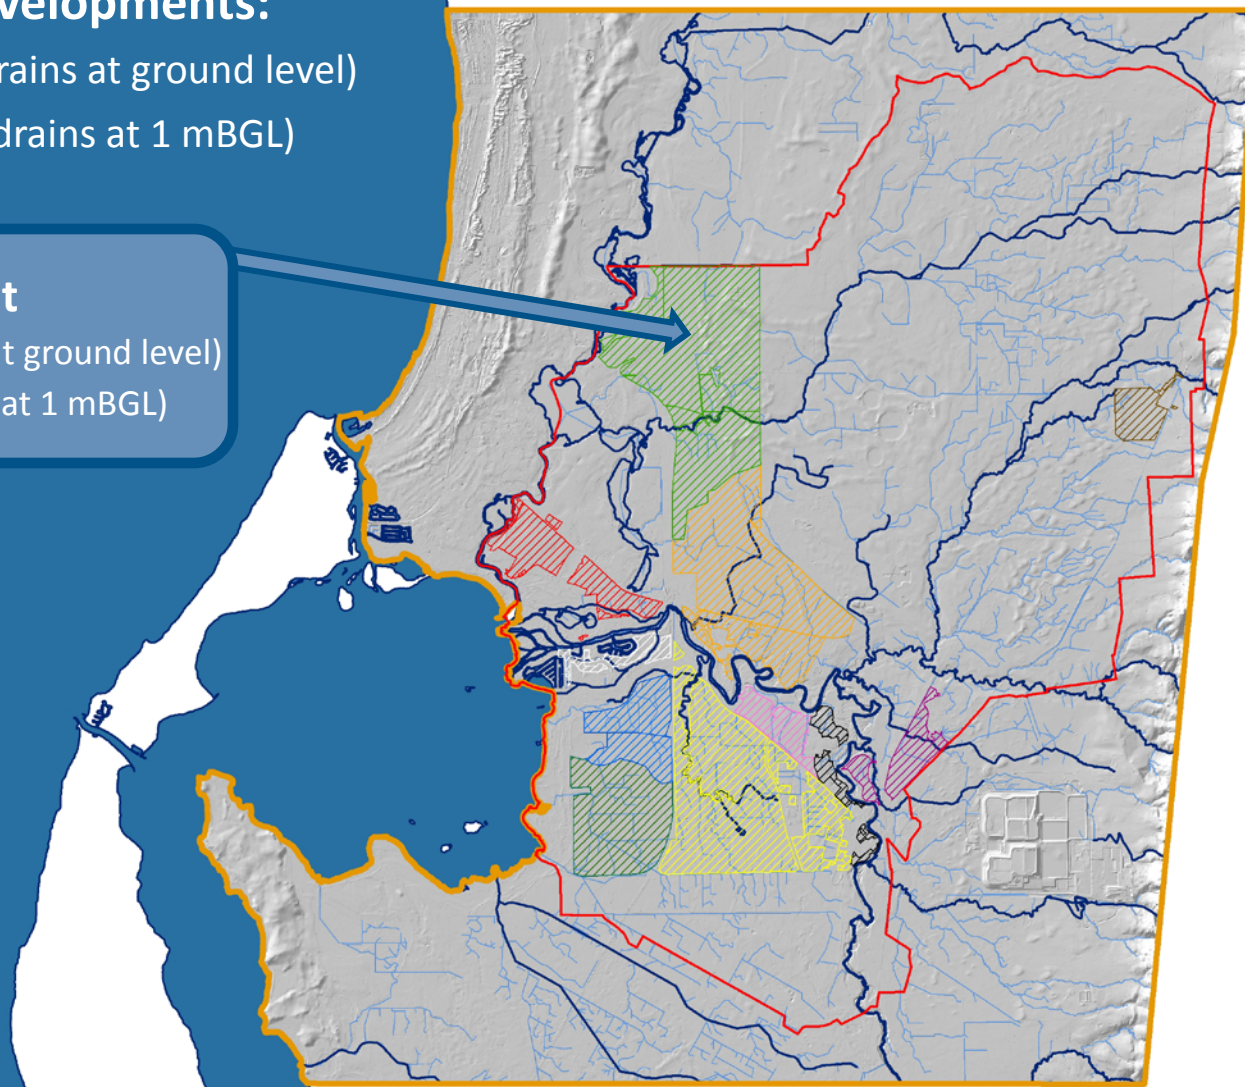 velopments:
rains at ground level)
drains at 1 mBGL)
t
t ground level)
at 1 mBGL)